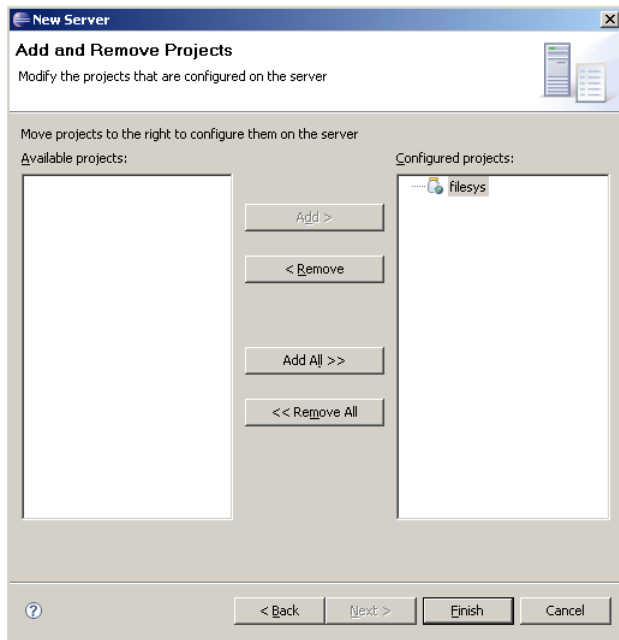 New Server
Add and Remove Projects
Modify the projects that are configured on the server
Move projects to the right to configure them on the server
Available projects:
Configured projects:
filesys
Add >
< Remove
Add All >>
<< Remove All
?
< Back
Next >
Finish
Cancel